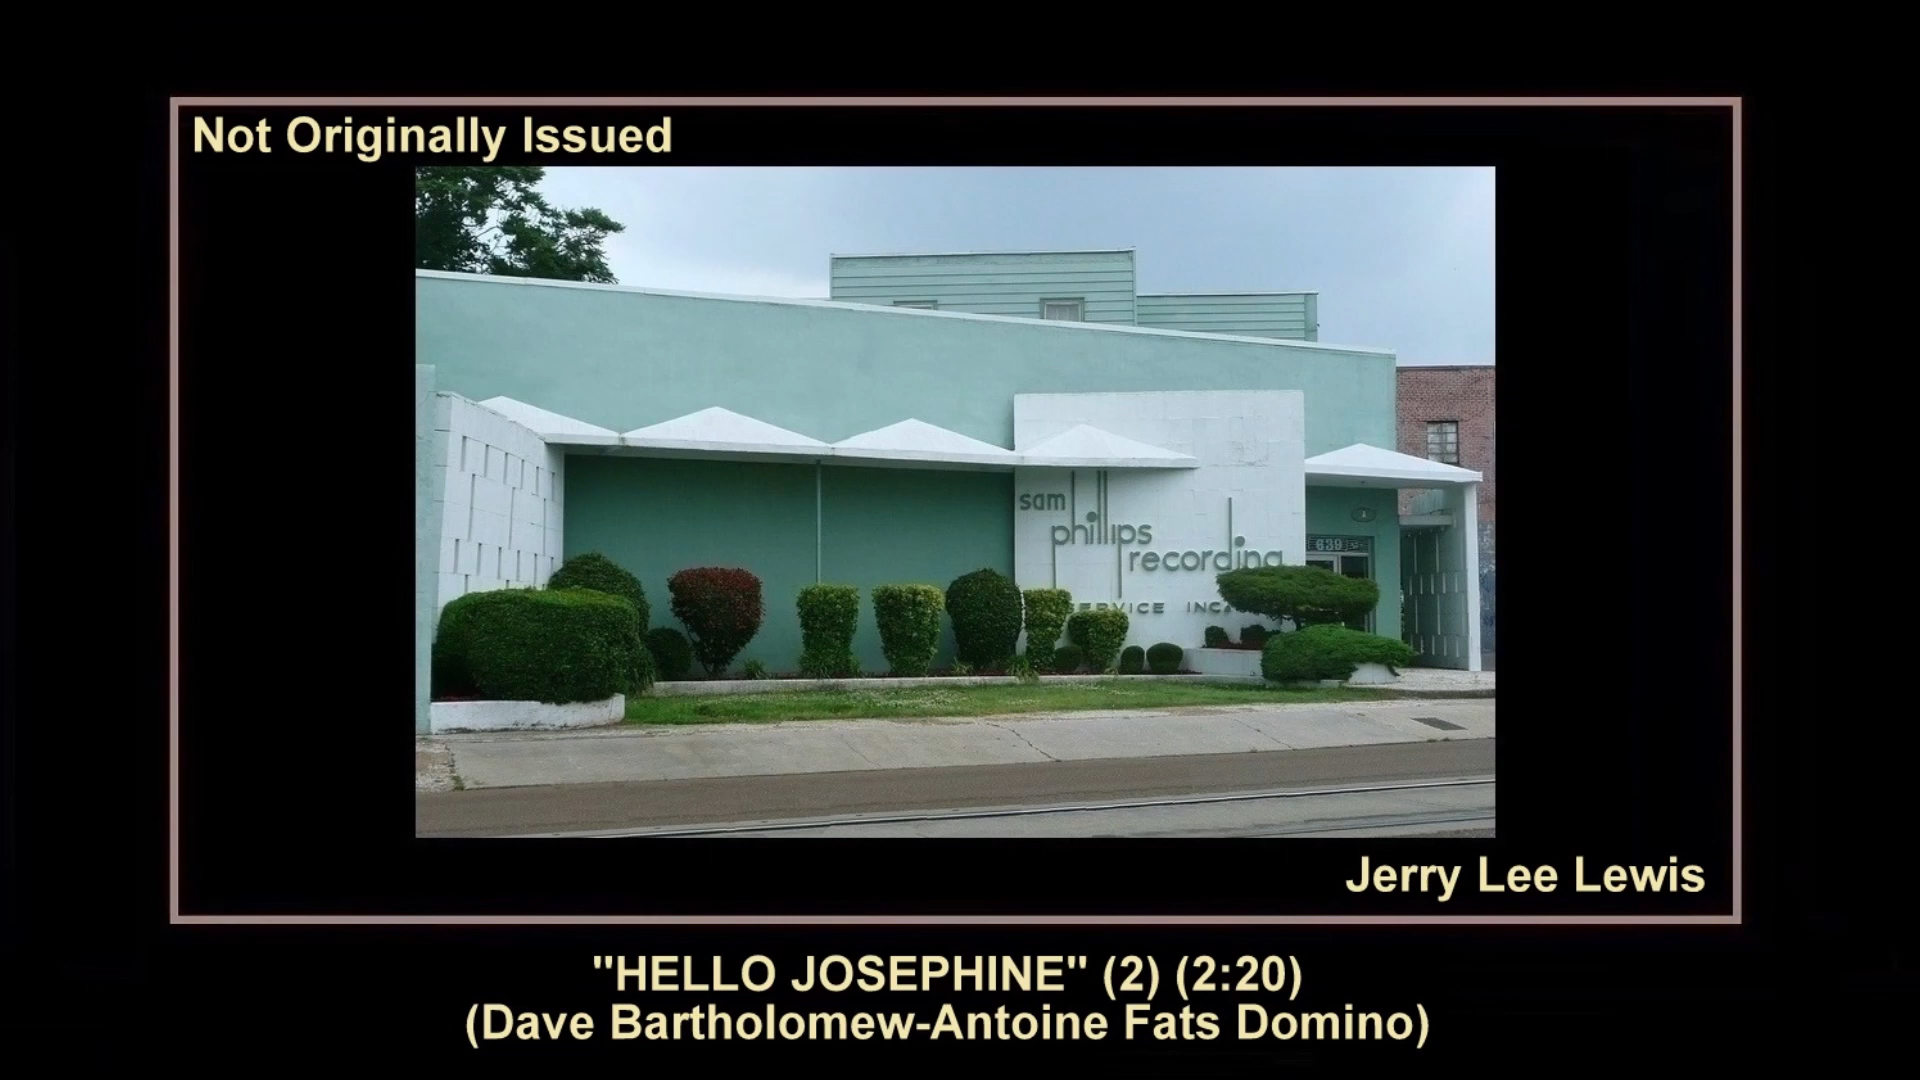 Not Originally Issued
sam
phillips
recording
639
SERVICE INC.
Jerry Lee Lewis
"HELLO JOSEPHINE" (2) (2:20)
(Dave Bartholomew-Antoine Fats Domino)